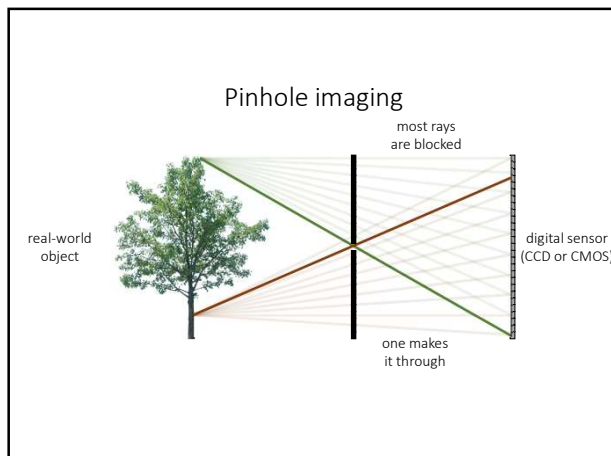 Pinhole imaging
most rays
are blocked
real-world
object
digital sensor
(CCD or CMOS)
one makes
it through